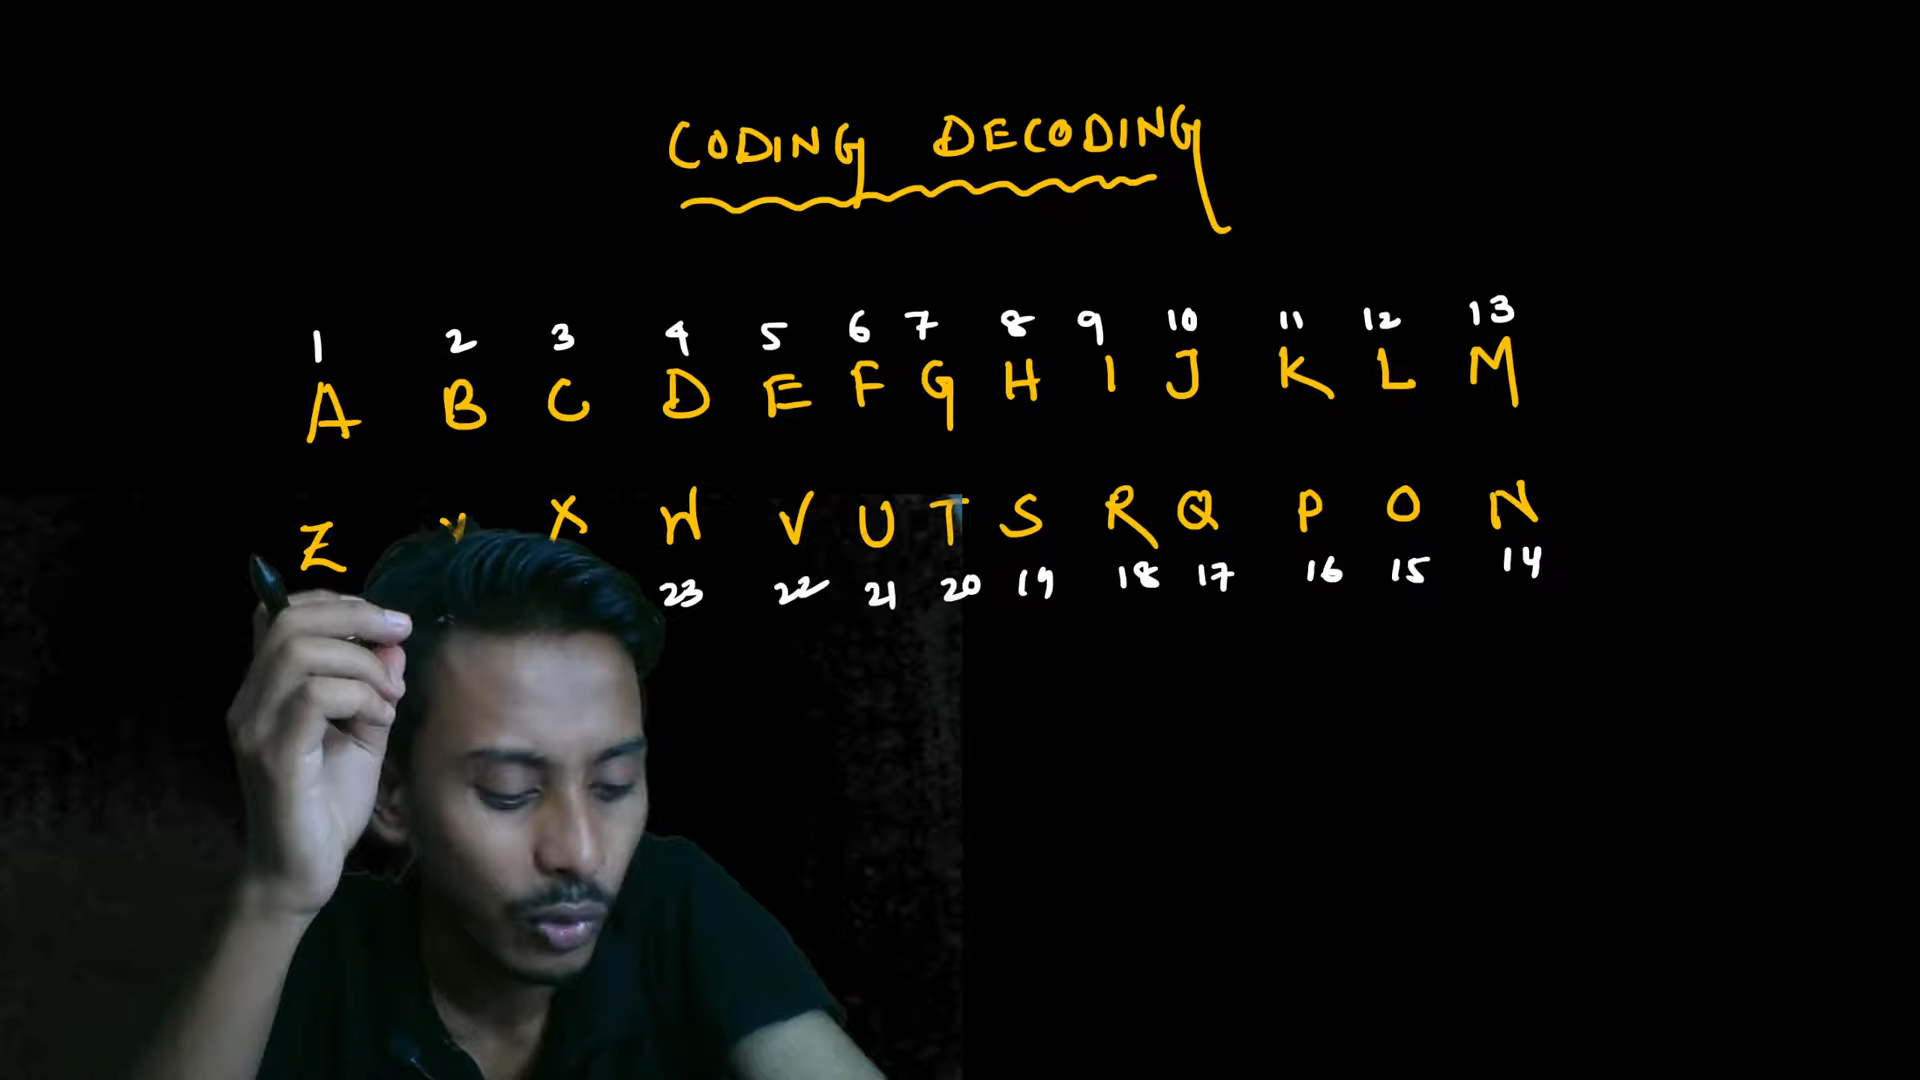 CODING DECODING
1 2 3 4 5 6 7 8 9 10 11 12 13
A B C D E F G H I J K L M
Z Y X W V U T S R Q P O N
23 22 21 20 19 18 17 16 15 14